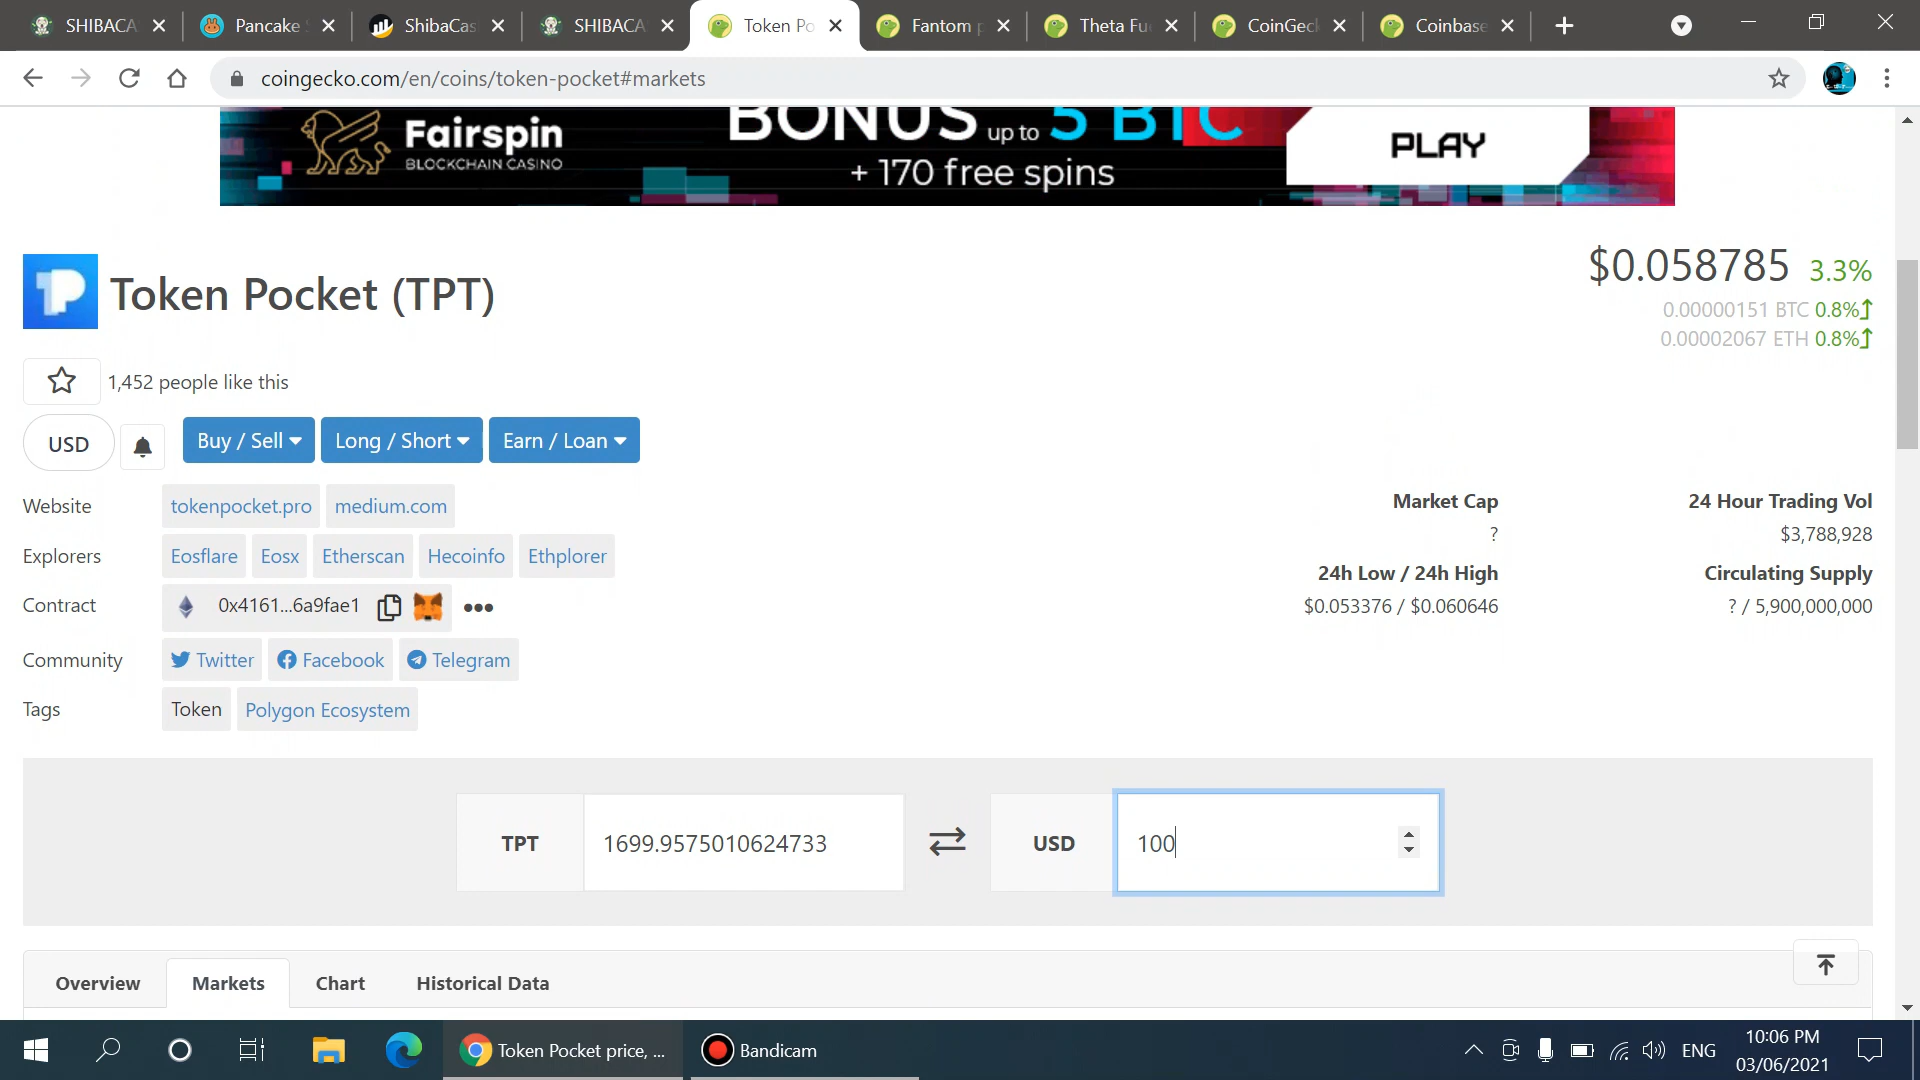 SHIBACA
Pancake S
ShibaCas
SHIBACA
Token Po
Fantom p
Theta Fu
CoinGeck
Coinbase
coingecko.com/en/coins/token-pocket#markets
Fairspin
BLOCKCHAIN CASINO
BONUS up to 5 BTC
+ 170 free spins
PLAY
Token Pocket (TPT)
$0.058785 3.3%
0.00000151 BTC 0.8%
0.00002067 ETH 0.8%
1,452 people like this
USD
Buy / Sell
Long / Short
Earn / Loan
Website
tokenpocket.pro
medium.com
Explorers
Eosflare
Eosx
Etherscan
Hecoinfo
Ethplorer
Contract
0x4161...6a9fae1
Community
Twitter
Facebook
Telegram
Tags
Token
Polygon Ecosystem
Market Cap
?
24 Hour Trading Vol
$3,788,928
24h Low / 24h High
$0.053376 / $0.060646
Circulating Supply
? / 5,900,000,000
TPT
1699.9575010624733
USD
100
Overview
Markets
Chart
Historical Data
Token Pocket price, ...
Bandicam
ENG
10:06 PM
03/06/2021